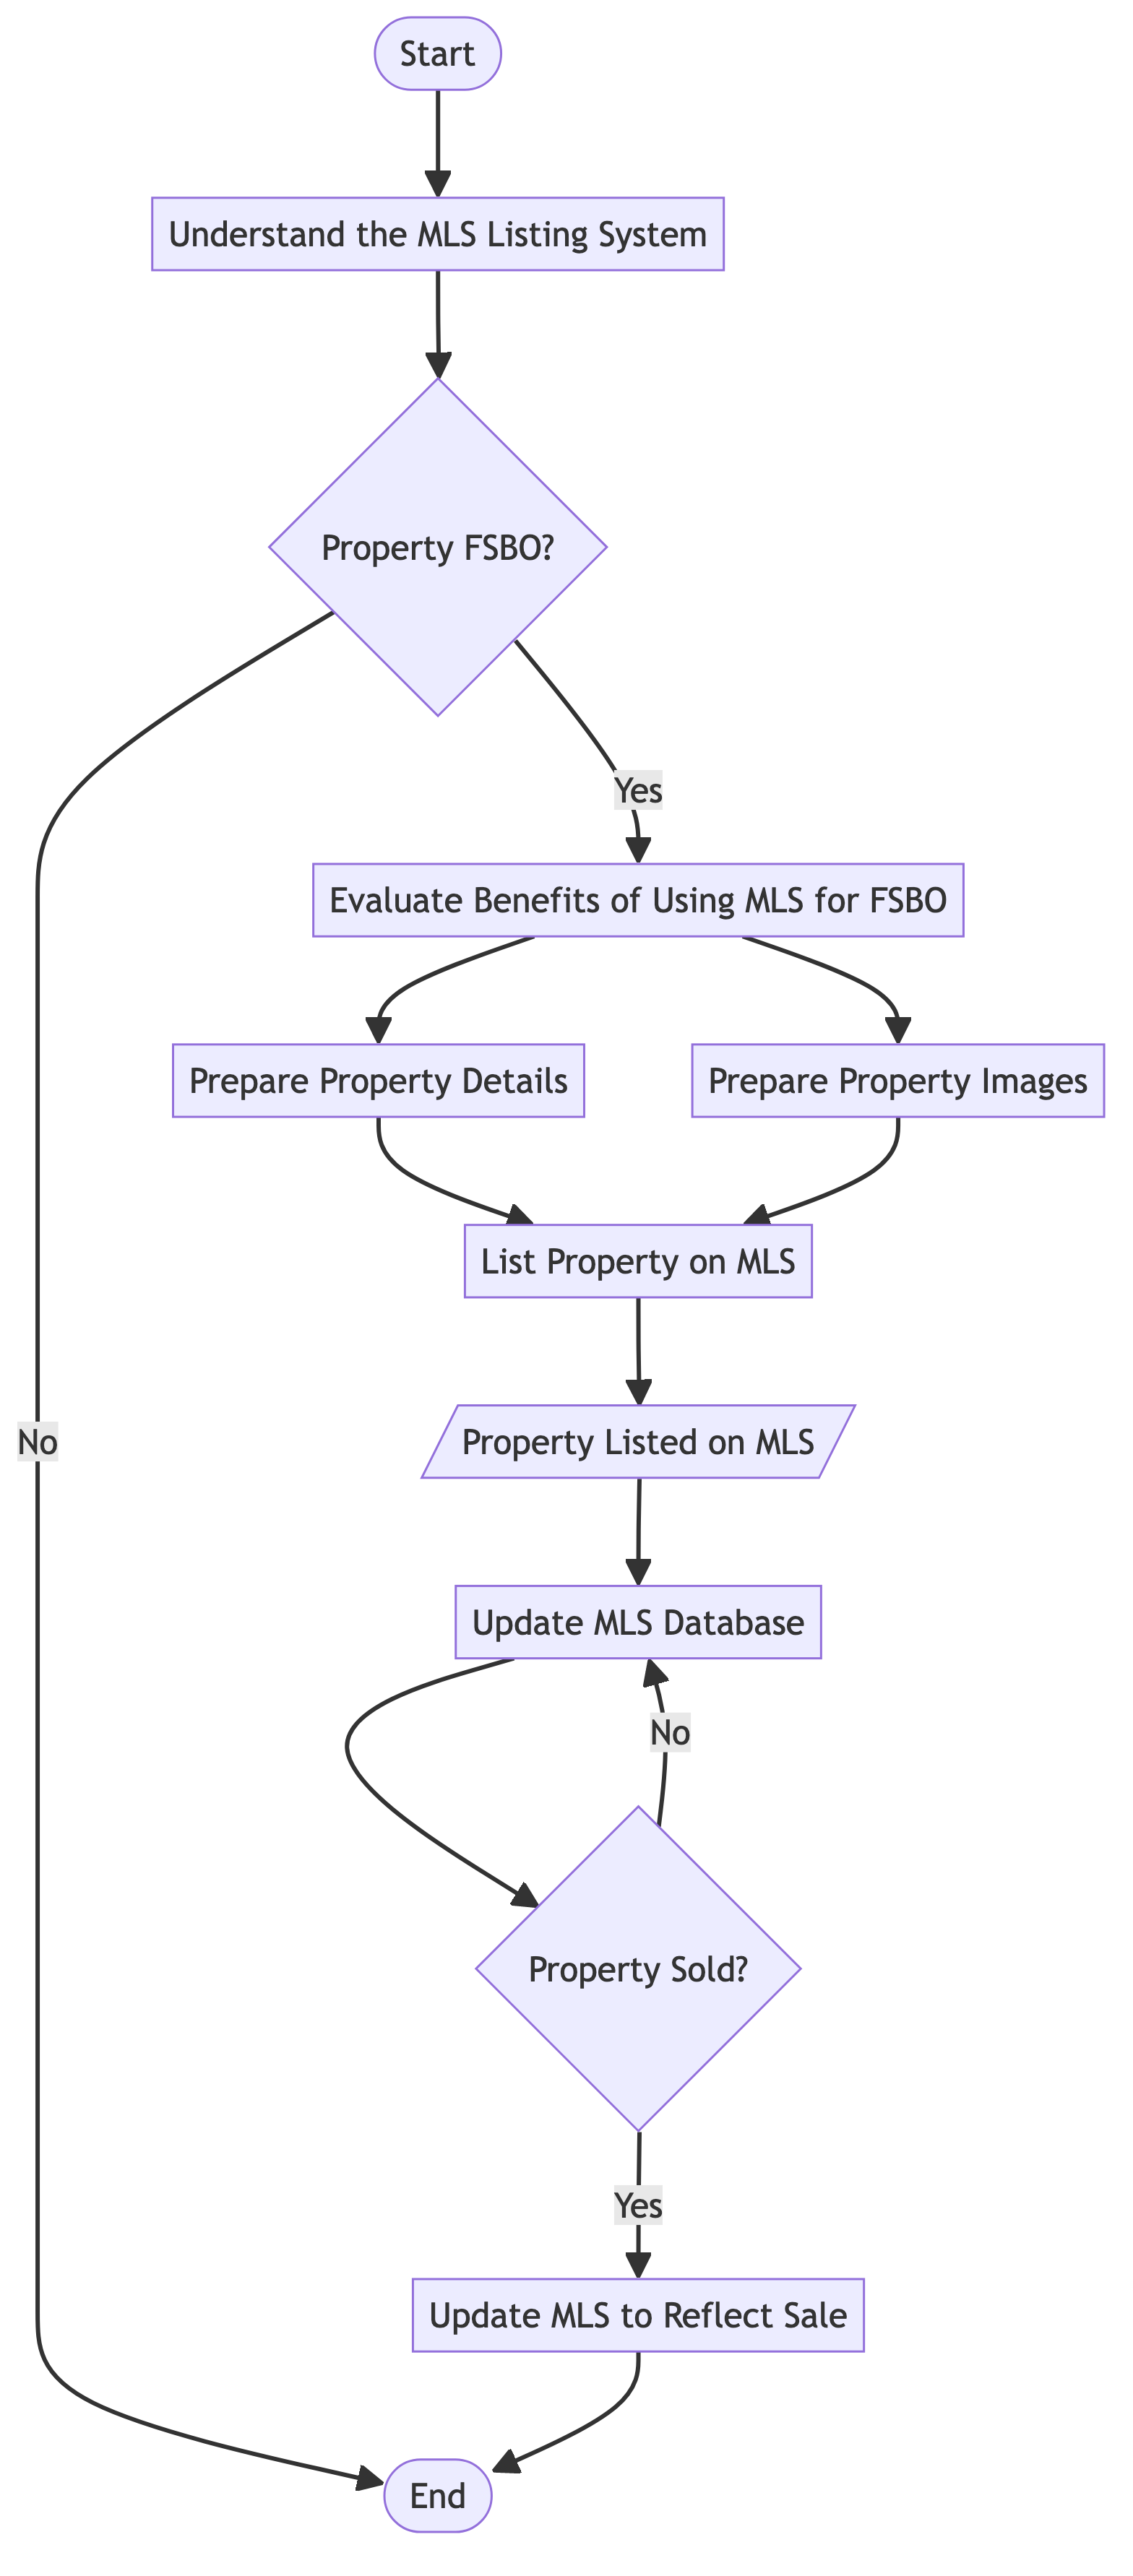 Start
Understand the MLS Listing System
Property FSBO?
Yes
Evaluate Benefits of Using MLS for FSBO
Prepare Property Details
Prepare Property Images
List Property on MLS
No
Property Listed on MLS
Update MLS Database
No
Property Sold?
Yes
Update MLS to Reflect Sale
End